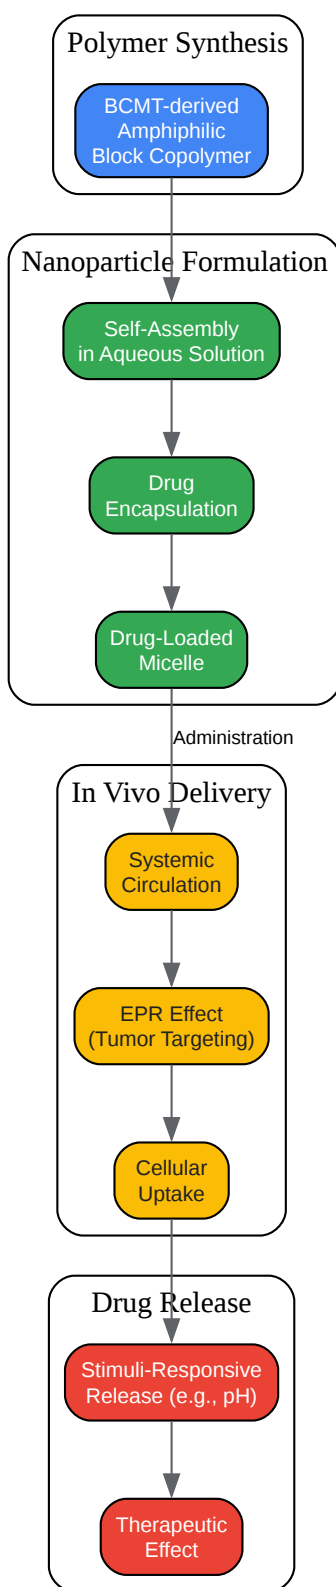 Polymer Synthesis
BCMT-derived
Amphiphilic
Block Copolymer
Nanoparticle Formulation
Self-Assembly
in Aqueous Solution
Drug
Encapsulation
Drug-Loaded
Micelle
Administration
In Vivo Delivery
Systemic
Circulation
EPR Effect
(Tumor Targeting)
Cellular
Uptake
Drug Release
Stimuli-Responsive
Release (e.g., pH)
Therapeutic
Effect